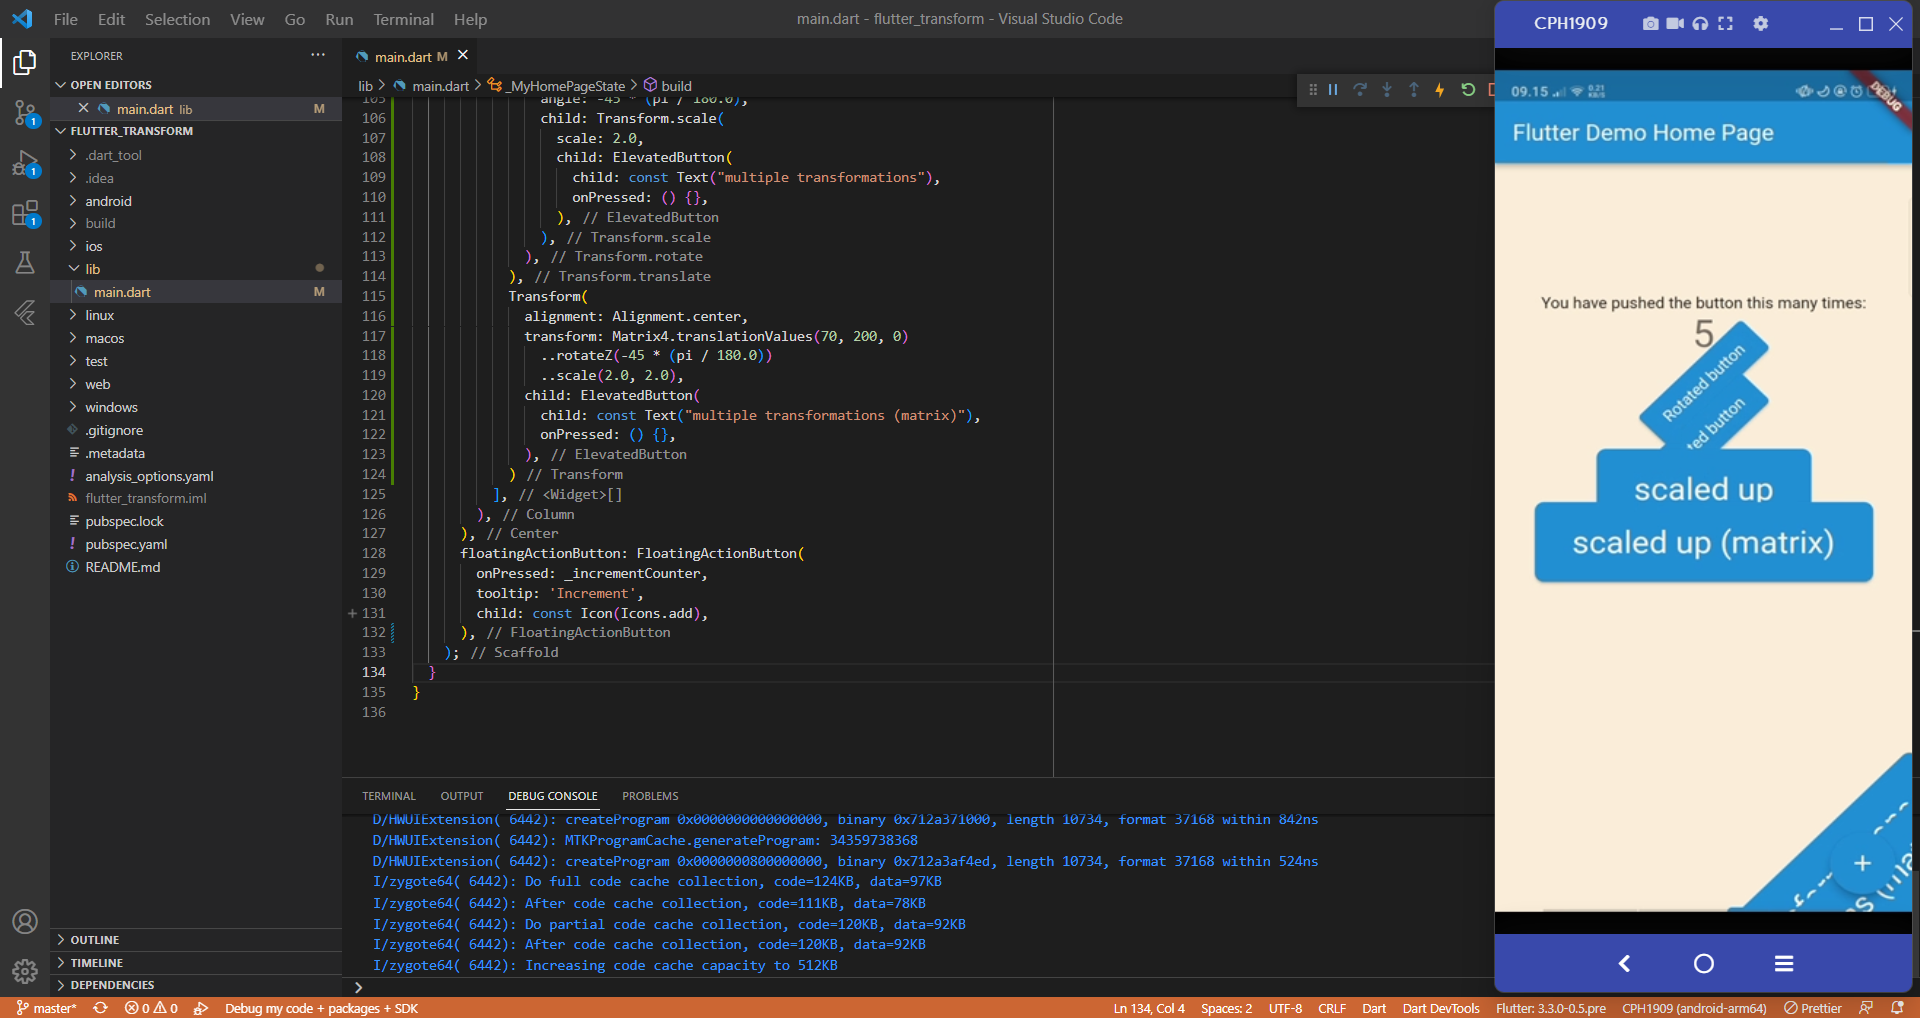 File Edit Selection View Go Run Terminal Help
main.dart - flutter_transform - Visual Studio Code
EXPLORER
OPEN EDITORS
main.dart lib M
FLUTTER_TRANSFORM
.dart_tool
.idea
android
build
ios
lib
main.dart M
linux
macos
test
web
windows
.gitignore
.metadata
analysis_options.yaml
flutter_transform.iml
pubspec.lock
pubspec.yaml
README.md
OUTLINE
TIMELINE
DEPENDENCIES
1
1
1
main.dart M
lib > main.dart > _MyHomePageState > build
105 angle: -45 * (pi / 180.0),
106 child: Transform.scale(
107 scale: 2.0,
108 child: ElevatedButton(
109 child: const Text("multiple transformations"),
110 onPressed: () {},
111 ), // ElevatedButton
112 ), // Transform.scale
113 ), // Transform.rotate
114 ), // Transform.translate
115 Transform(
116 alignment: Alignment.center,
117 transform: Matrix4.translationValues(70, 200, 0)
118 ..rotateZ(-45 * (pi / 180.0))
119 ..scale(2.0, 2.0),
120 child: ElevatedButton(
121 child: const Text("multiple transformations (matrix)"),
122 onPressed: () {},
123 ), // ElevatedButton
124 ) // Transform
125 ], // <Widget>[]
126 ), // Column
127 ), // Center
128 floatingActionButton: FloatingActionButton(
129 onPressed: _incrementCounter,
130 tooltip: 'Increment',
131 child: const Icon(Icons.add),
132 ), // FloatingActionButton
133 ); // Scaffold
134 }
135 }
136
TERMINAL OUTPUT DEBUG CONSOLE PROBLEMS
D/HWUIExtension( 6442): createProgram 0x0000000000000000, binary 0x712a371000, length 10734, format 37168 within 842ns
D/HWUIExtension( 6442): MTKProgramCache.generateProgram: 34359738368
D/HWUIExtension( 6442): createProgram 0x0000000800000000, binary 0x712a3af4ed, length 10734, format 37168 within 524ns
I/zygote64( 6442): Do full code cache collection, code=124KB, data=97KB
I/zygote64( 6442): After code cache collection, code=111KB, data=78KB
I/zygote64( 6442): Do partial code cache collection, code=120KB, data=92KB
I/zygote64( 6442): After code cache collection, code=120KB, data=92KB
I/zygote64( 6442): Increasing code cache capacity to 512KB
>
master* 0 0 Debug my code + packages + SDK
Ln 134, Col 4 Spaces: 2 UTF-8 CRLF Dart Dart DevTools Flutter: 3.3.0-0.5.pre CPH1909 (android-arm64) Prettier
CPH1909
09.15 0.21 KB/S
DEBUG
Flutter Demo Home Page
You have pushed the button this many times:
5
Rotated button
ted button
scaled up
scaled up (matrix)
+